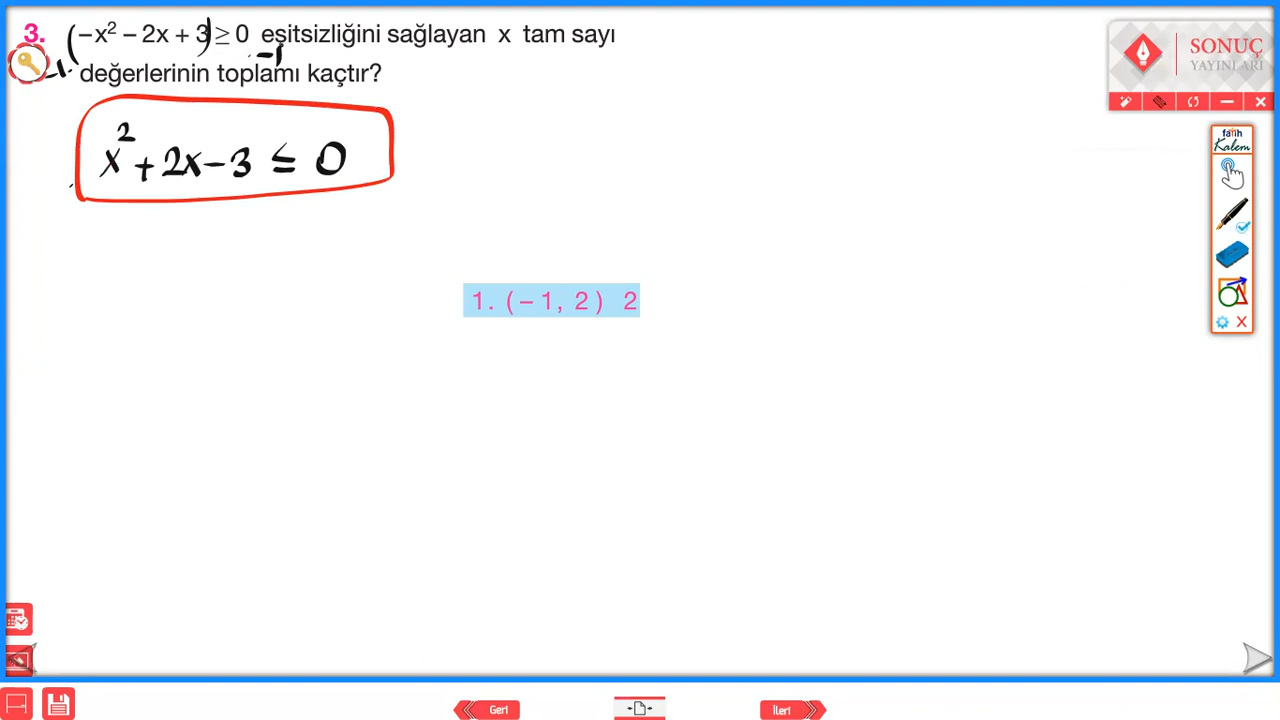 3. (−x² − 2x + 3) ≥ 0 eşitsizliğini sağlayan x tam sayı
-1. . -1
değerlerinin toplamı kaçtır?
x² + 2x − 3 ≤ 0
1. (− 1, 2 ) 2
SONUÇ
YAYINLARI
fatih
Kalem
X
Geri
İleri